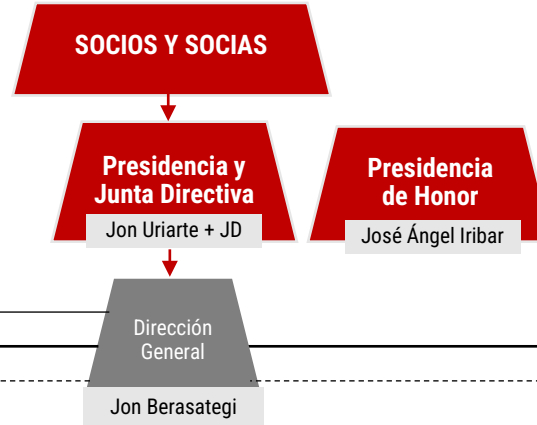 SOCIOS Y SOCIAS
Presidencia y
Junta Directiva
Jon Uriarte + JD
Presidencia
de Honor
José Ángel Iribar
Dirección
General
Jon Berasategi